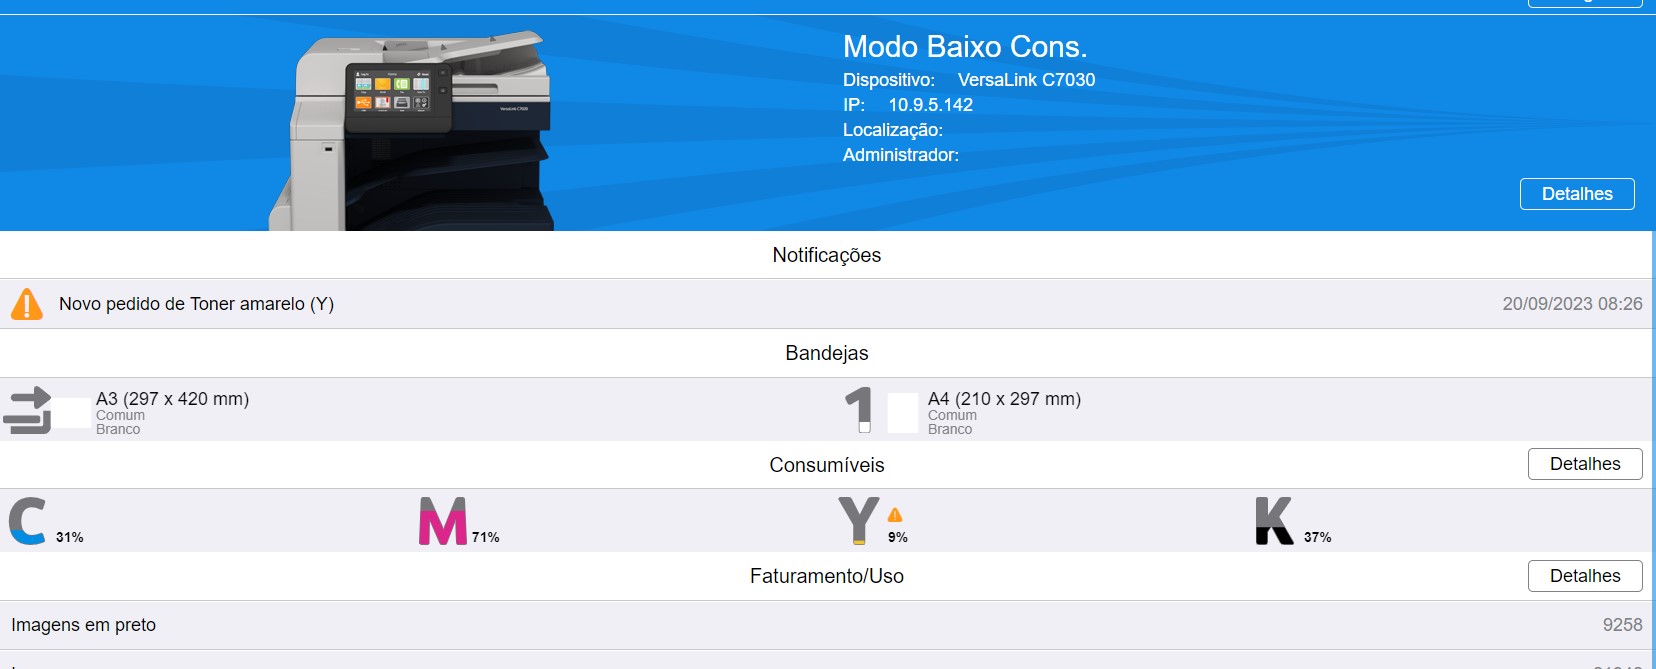 Modo Baixo Cons.
Dispositivo: VersaLink C7030
IP: 10.9.5.142
Localização:
Administrador:
Detalhes
Notificações
Novo pedido de Toner amarelo (Y) 20/09/2023 08:26
Bandejas
A3 (297 x 420 mm)
Comum
Branco
1
A4 (210 x 297 mm)
Comum
Branco
Consumíveis
Detalhes
C 31% M 71% Y 9% K 37%
Faturamento/Uso
Detalhes
Imagens em preto 9258